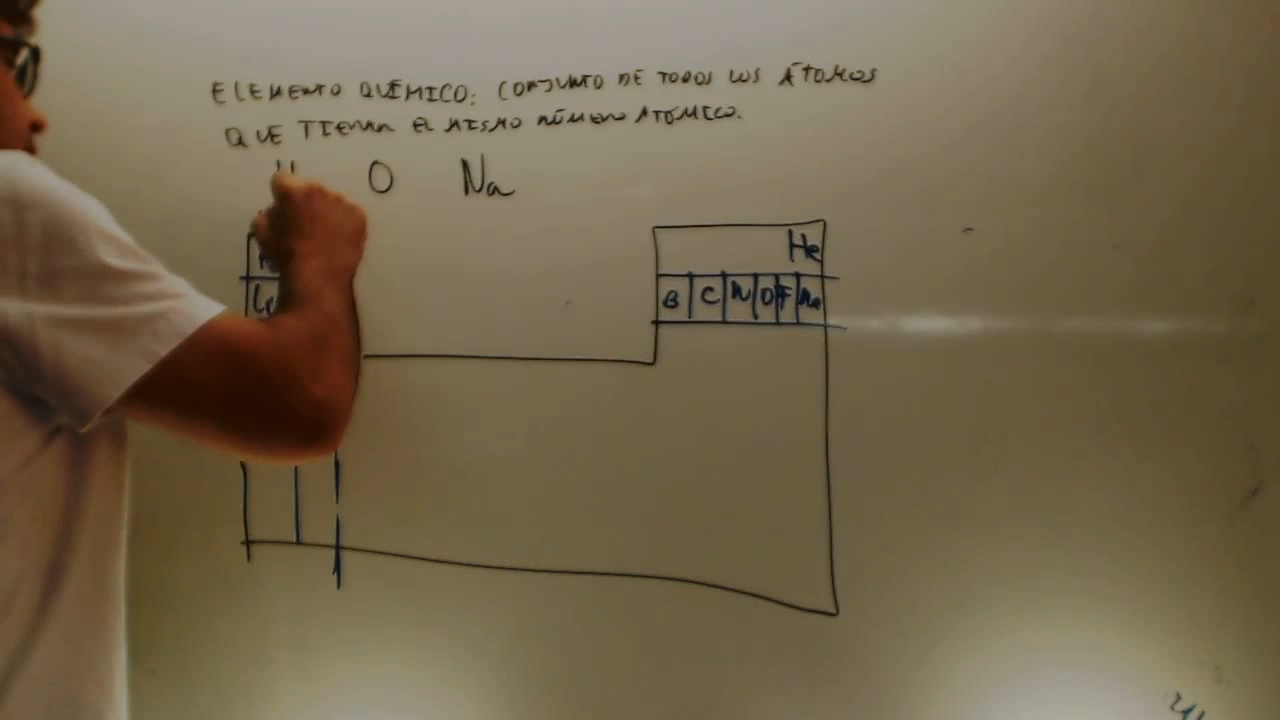 ELEMENTO QUÍMICO: CONJUNTO DE TODOS LOS ÁTOMOS
QUE TIENEN EL MISMO NÚMERO ATÓMICO.
O Na
He
B C N O F Ne